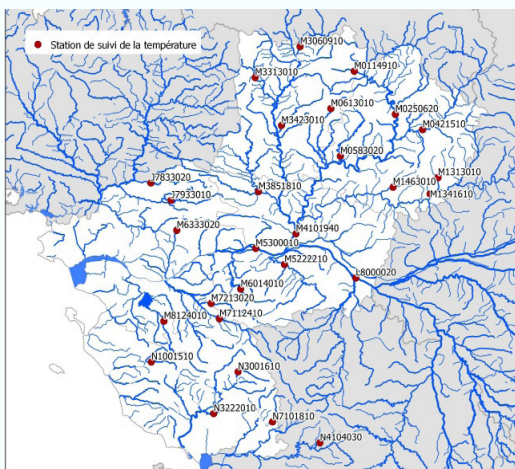 Station de suivi de la température
M3060910
M0114910
M3313010
M0613010
M0250620
M3423010
M0421510
M0583020
M1313010
J7833020
M1463010
M3851810
M1341610
J7933010
M6333020
M4101940
M5300010
M5222210
L8000020
M6014010
M7213020
M7112410
M8124010
N1001510
N3001610
N3222010
N7101810
N4104030